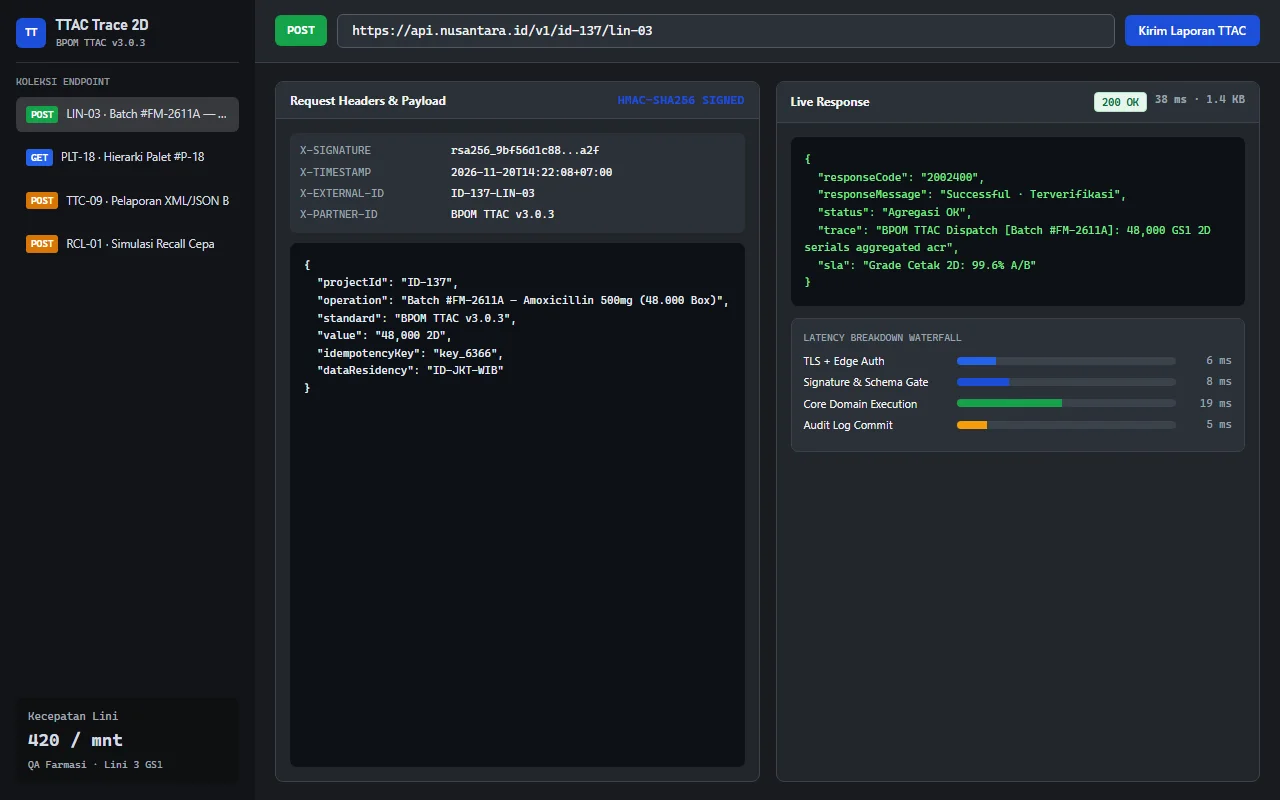 TT
TTAC Trace 2D
BPOM TTAC v3.0.3
KOLEKSI ENDPOINT
POST LIN-03 · Batch #FM-2611A — ...
GET PLT-18 · Hierarki Palet #P-18
POST TTC-09 · Pelaporan XML/JSON B
POST RCL-01 · Simulasi Recall Cepa
Kecepatan Lini
420 / mnt
QA Farmasi · Lini 3 GS1
POST https://api.nusantara.id/v1/id-137/lin-03 Kirim Laporan TTAC
Request Headers & Payload HMAC-SHA256 SIGNED
X-SIGNATURE rsa256_9bf56d1c88...a2f
X-TIMESTAMP 2026-11-20T14:22:08+07:00
X-EXTERNAL-ID ID-137-LIN-03
X-PARTNER-ID BPOM TTAC v3.0.3
{
"projectId": "ID-137",
"operation": "Batch #FM-2611A — Amoxicillin 500mg (48.000 Box)",
"standard": "BPOM TTAC v3.0.3",
"value": "48,000 2D",
"idempotencyKey": "key_6366",
"dataResidency": "ID-JKT-WIB"
}
Live Response 200 OK 38 ms · 1.4 KB
{
"responseCode": "2002400",
"responseMessage": "Successful · Terverifikasi",
"status": "Agregasi OK",
"trace": "BPOM TTAC Dispatch [Batch #FM-2611A]: 48,000 GS1 2D
serials aggregated acr",
"sla": "Grade Cetak 2D: 99.6% A/B"
}
LATENCY BREAKDOWN WATERFALL
TLS + Edge Auth 6 ms
Signature & Schema Gate 8 ms
Core Domain Execution 19 ms
Audit Log Commit 5 ms